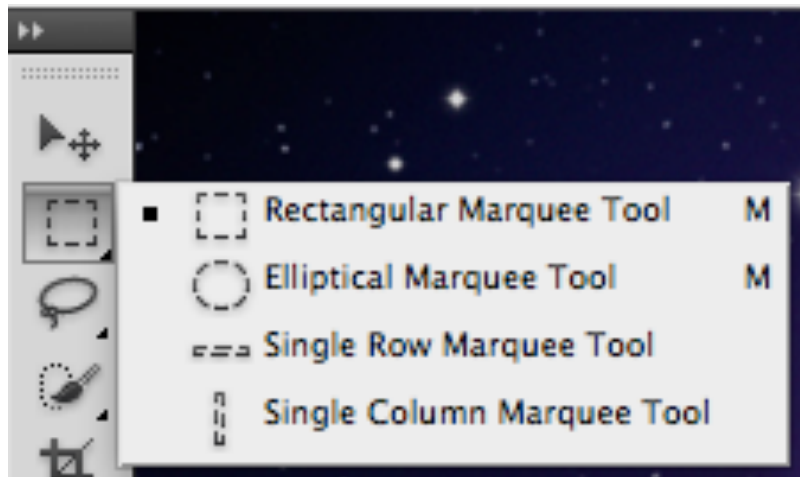 Rectangular Marquee Tool M
Elliptical Marquee Tool M
Single Row Marquee Tool
Single Column Marquee Tool